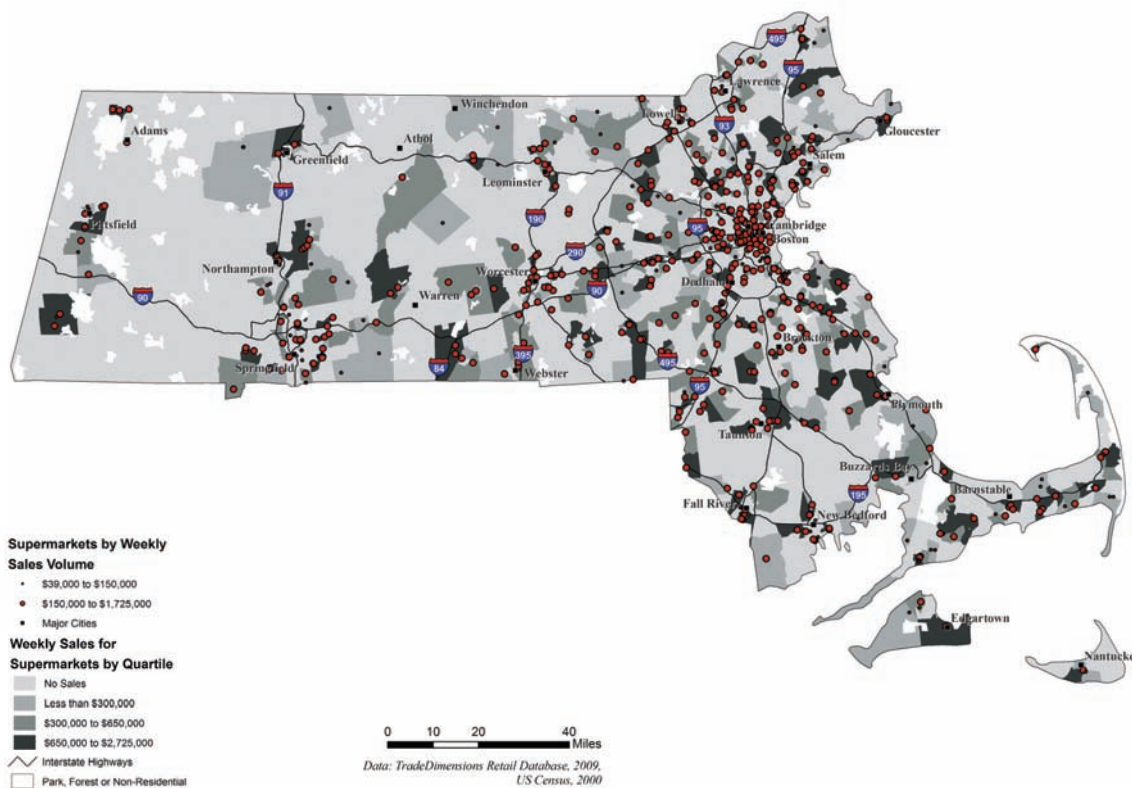 495
95
Lawrence
Winchendon
Lowell
93
Gloucester
Adams
Athol
Greenfield
Salem
Leominster
91
190
Cambridge
Boston
95
Pittsfield
290
Northampton
Worcester
Dedham
90
90
Warren
Brockton
395
495
84
Springfield
Webster
95
Plymouth
Taunton
Buzzards Bay
Barnstable
195
Fall River
New Bedford
Edgartown
Nantucke
Supermarkets by Weekly
Sales Volume
$39,000 to $150,000
$150,000 to $1,725,000
Major Cities
Weekly Sales for
Supermarkets by Quartile
No Sales
Less than $300,000
$300,000 to $650,000
$650,000 to $2,725,000
Interstate Highways
Park, Forest or Non-Residential
0 10 20 40
Miles
Data: TradeDimensions Retail Database, 2009,
US Census, 2000